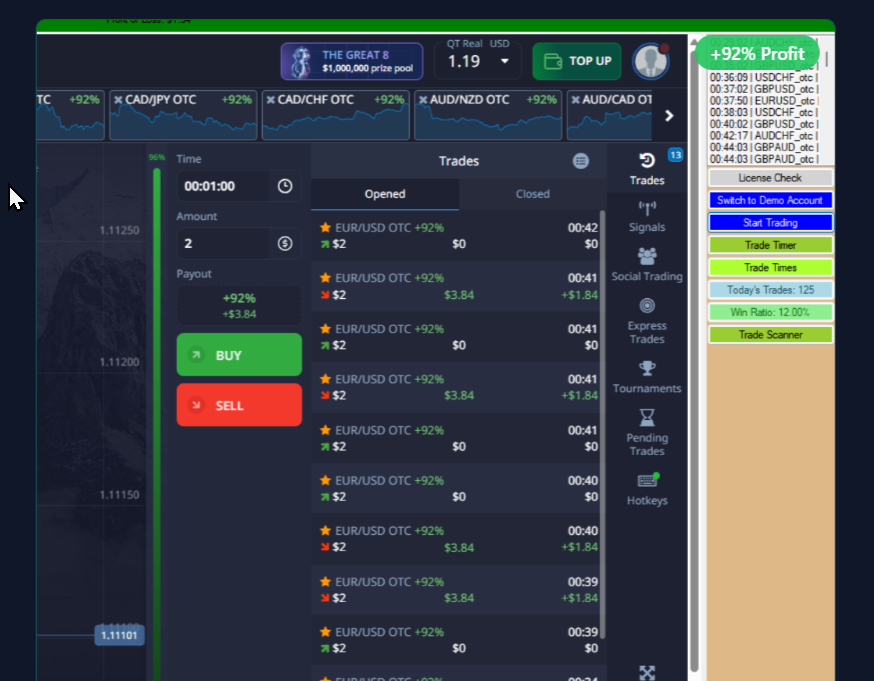 THE GREAT 8
$1,000,000 prize pool
QT Real USD
1.19
TOP UP
+92% Profit
TC +92%
CAD/JPY OTC +92%
CAD/CHF OTC +92%
AUD/NZD OTC +92%
AUD/CAD OT
96%
Time
00:01:00
Amount
2
Payout
+92%
+$3.84
BUY
SELL
1.11250
1.11200
1.11150
1.11101
Trades
Opened
Closed
EUR/USD OTC +92% 00:42
$2 $0 $0
EUR/USD OTC +92% 00:41
$2 $3.84 +$1.84
EUR/USD OTC +92% 00:41
$2 $0 $0
EUR/USD OTC +92% 00:41
$2 $3.84 +$1.84
EUR/USD OTC +92% 00:41
$2 $0 $0
EUR/USD OTC +92% 00:40
$2 $0 $0
EUR/USD OTC +92% 00:40
$2 $3.84 +$1.84
EUR/USD OTC +92% 00:39
$2 $3.84 +$1.84
EUR/USD OTC +92% 00:39
$2 $0 $0
13
Trades
Signals
Social Trading
Express
Trades
Tournaments
Pending
Trades
Hotkeys
00:36:09 | USDCHF_otc |
00:37:02 | GBPUSD_otc |
00:37:50 | EURUSD_otc |
00:38:03 | USDCHF_otc |
00:40:02 | GBPUSD_otc |
00:42:17 | AUDCHF_otc |
00:44:03 | GBPAUD_otc |
00:44:03 | GBPAUD_otc |
License Check
Switch to Demo Account
Start Trading
Trade Timer
Trade Times
Today's Trades: 125
Win Ratio: 12.00%
Trade Scanner